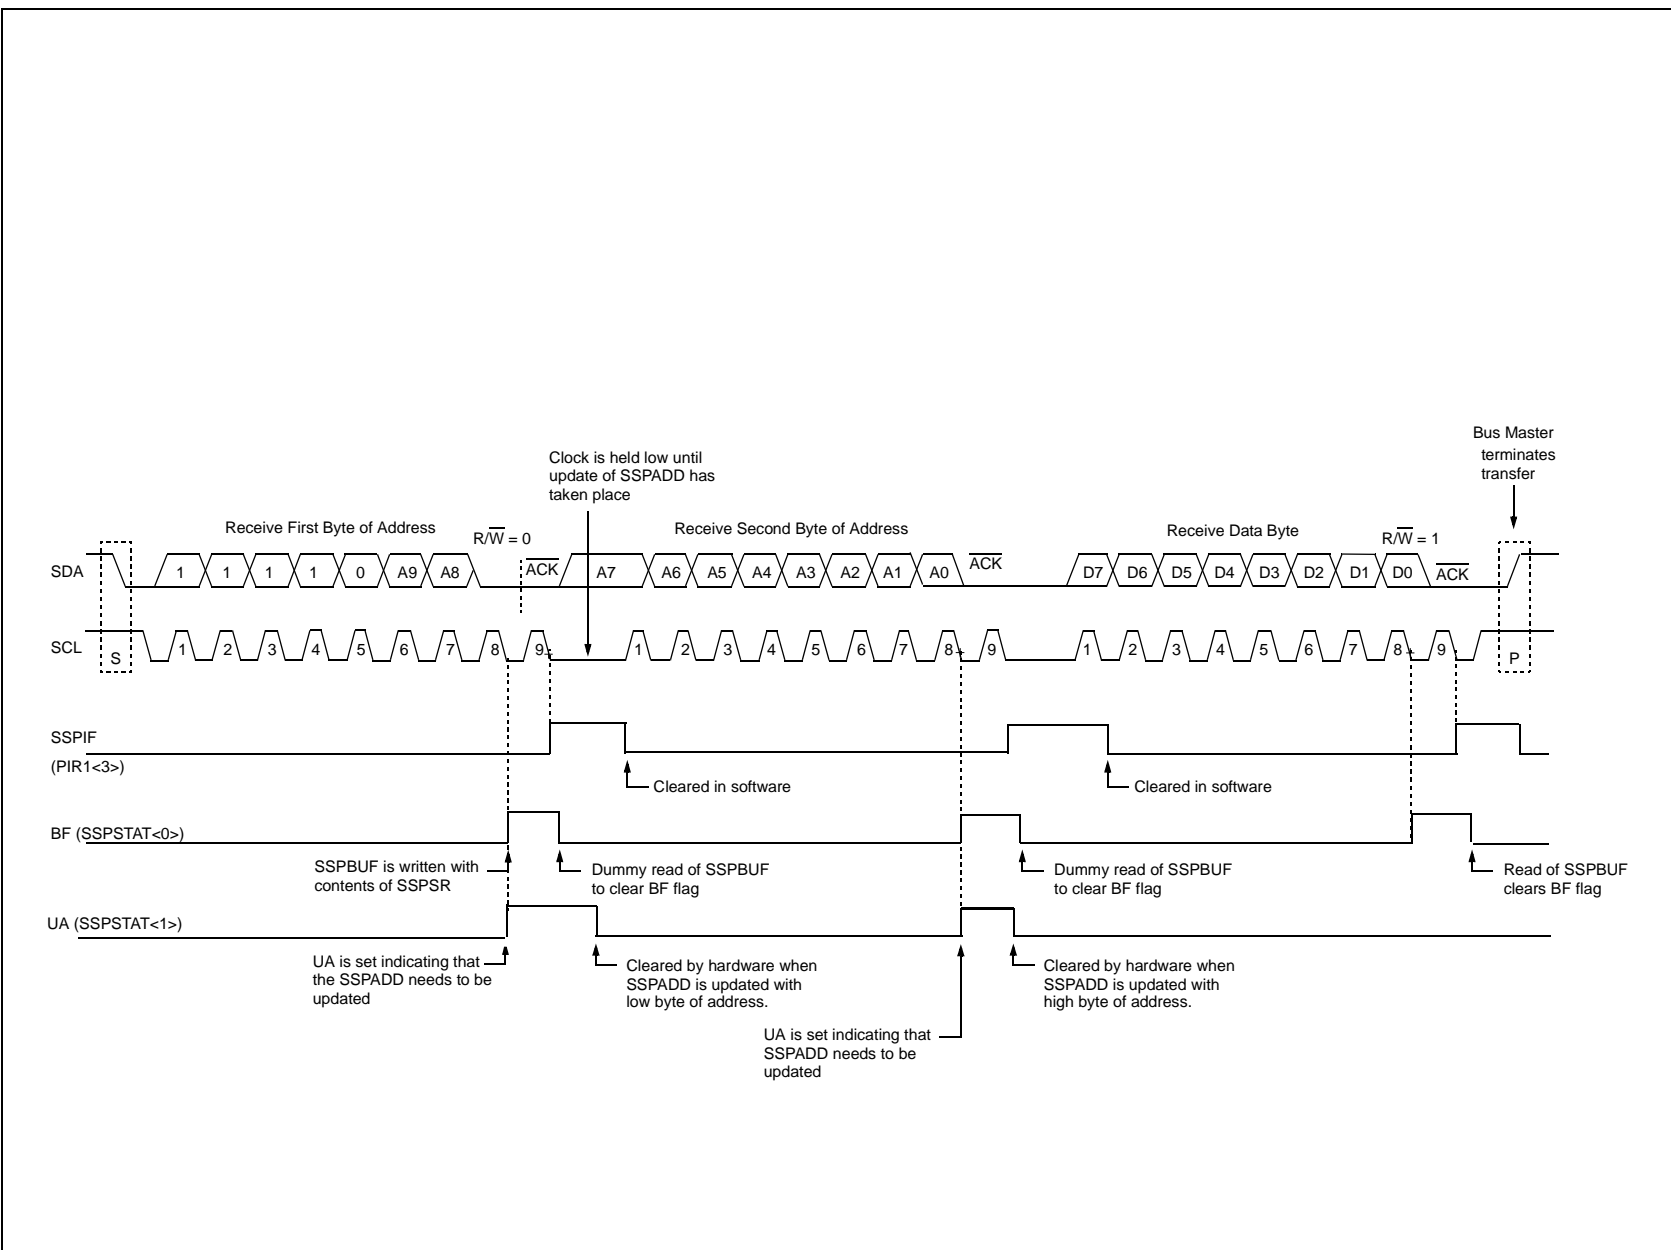 Bus Master
terminates
transfer
Clock is held low until
update of SSPADD has
taken place
Receive First Byte of Address
R/W = 0
Receive Second Byte of Address
Receive Data Byte
R/W = 1
SDA
1 1 1 1 0 A9 A8 ACK A7 A6 A5 A4 A3 A2 A1 A0 ACK D7 D6 D5 D4 D3 D2 D1 D0 ACK
SCL
S 1 2 3 4 5 6 7 8 9 1 2 3 4 5 6 7 8 9 1 2 3 4 5 6 7 8 9 P
SSPIF
(PIR1<3>)
Cleared in software
Cleared in software
BF (SSPSTAT<0>)
SSPBUF is written with
contents of SSPSR
Dummy read of SSPBUF
to clear BF flag
Dummy read of SSPBUF
to clear BF flag
Read of SSPBUF
clears BF flag
UA (SSPSTAT<1>)
UA is set indicating that
the SSPADD needs to be
updated
Cleared by hardware when
SSPADD is updated with
low byte of address.
UA is set indicating that
SSPADD needs to be
updated
Cleared by hardware when
SSPADD is updated with
high byte of address.